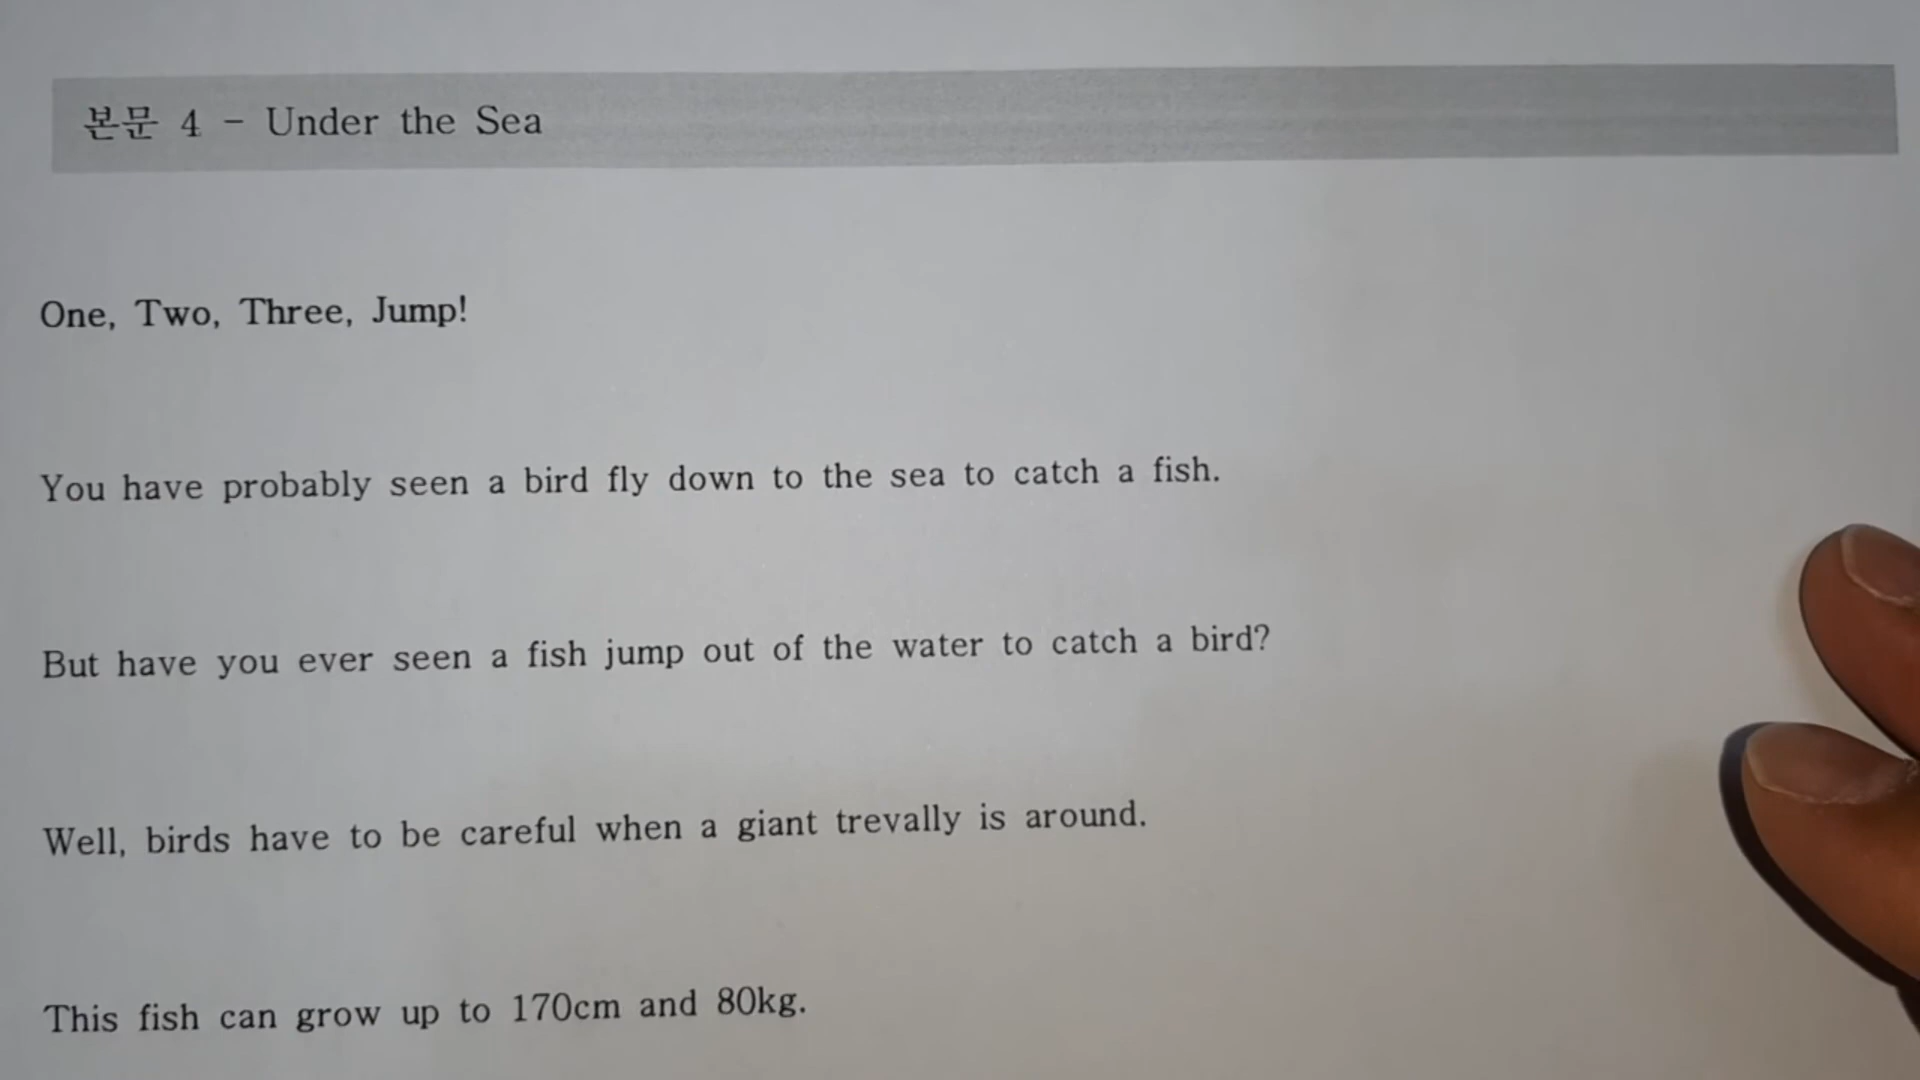 본문 4 - Under the Sea
One, Two, Three, Jump!
You have probably seen a bird fly down to the sea to catch a fish.
But have you ever seen a fish jump out of the water to catch a bird?
Well, birds have to be careful when a giant trevally is around.
This fish can grow up to 170cm and 80kg.